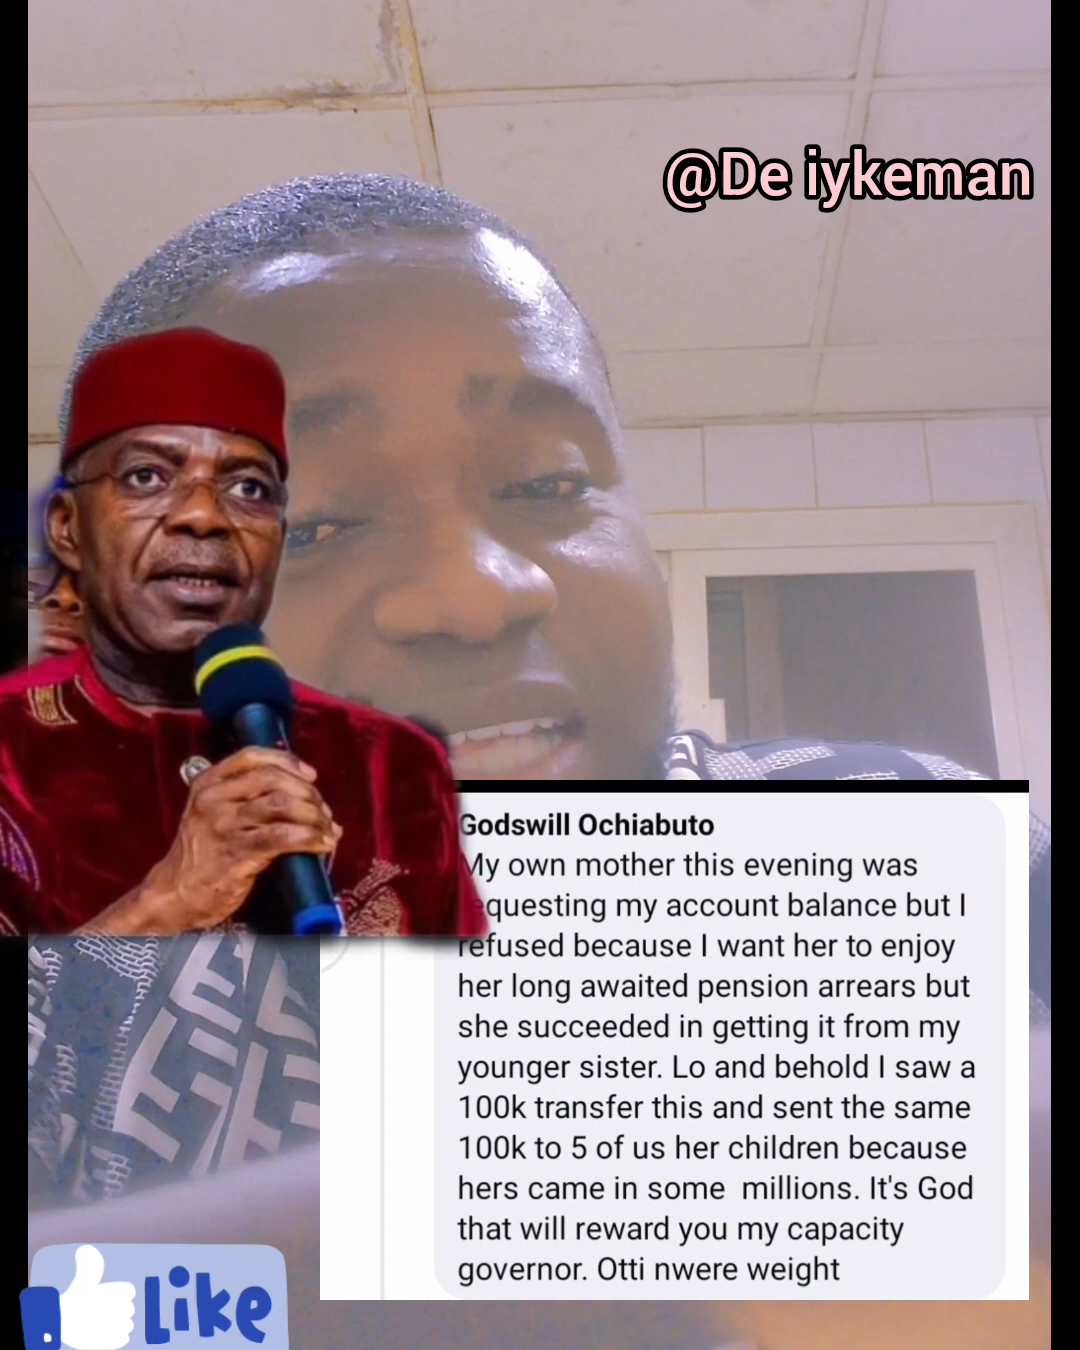 @De iykeman
Godswill Ochiabuto
My own mother this evening was
questing my account balance but I
refused because I want her to enjoy
her long awaited pension arrears but
she succeeded in getting it from my
younger sister. Lo and behold I saw a
100k transfer this and sent the same
100k to 5 of us her children because
hers came in some millions. It's God
that will reward you my capacity
governor. Otti nwere weight
Like